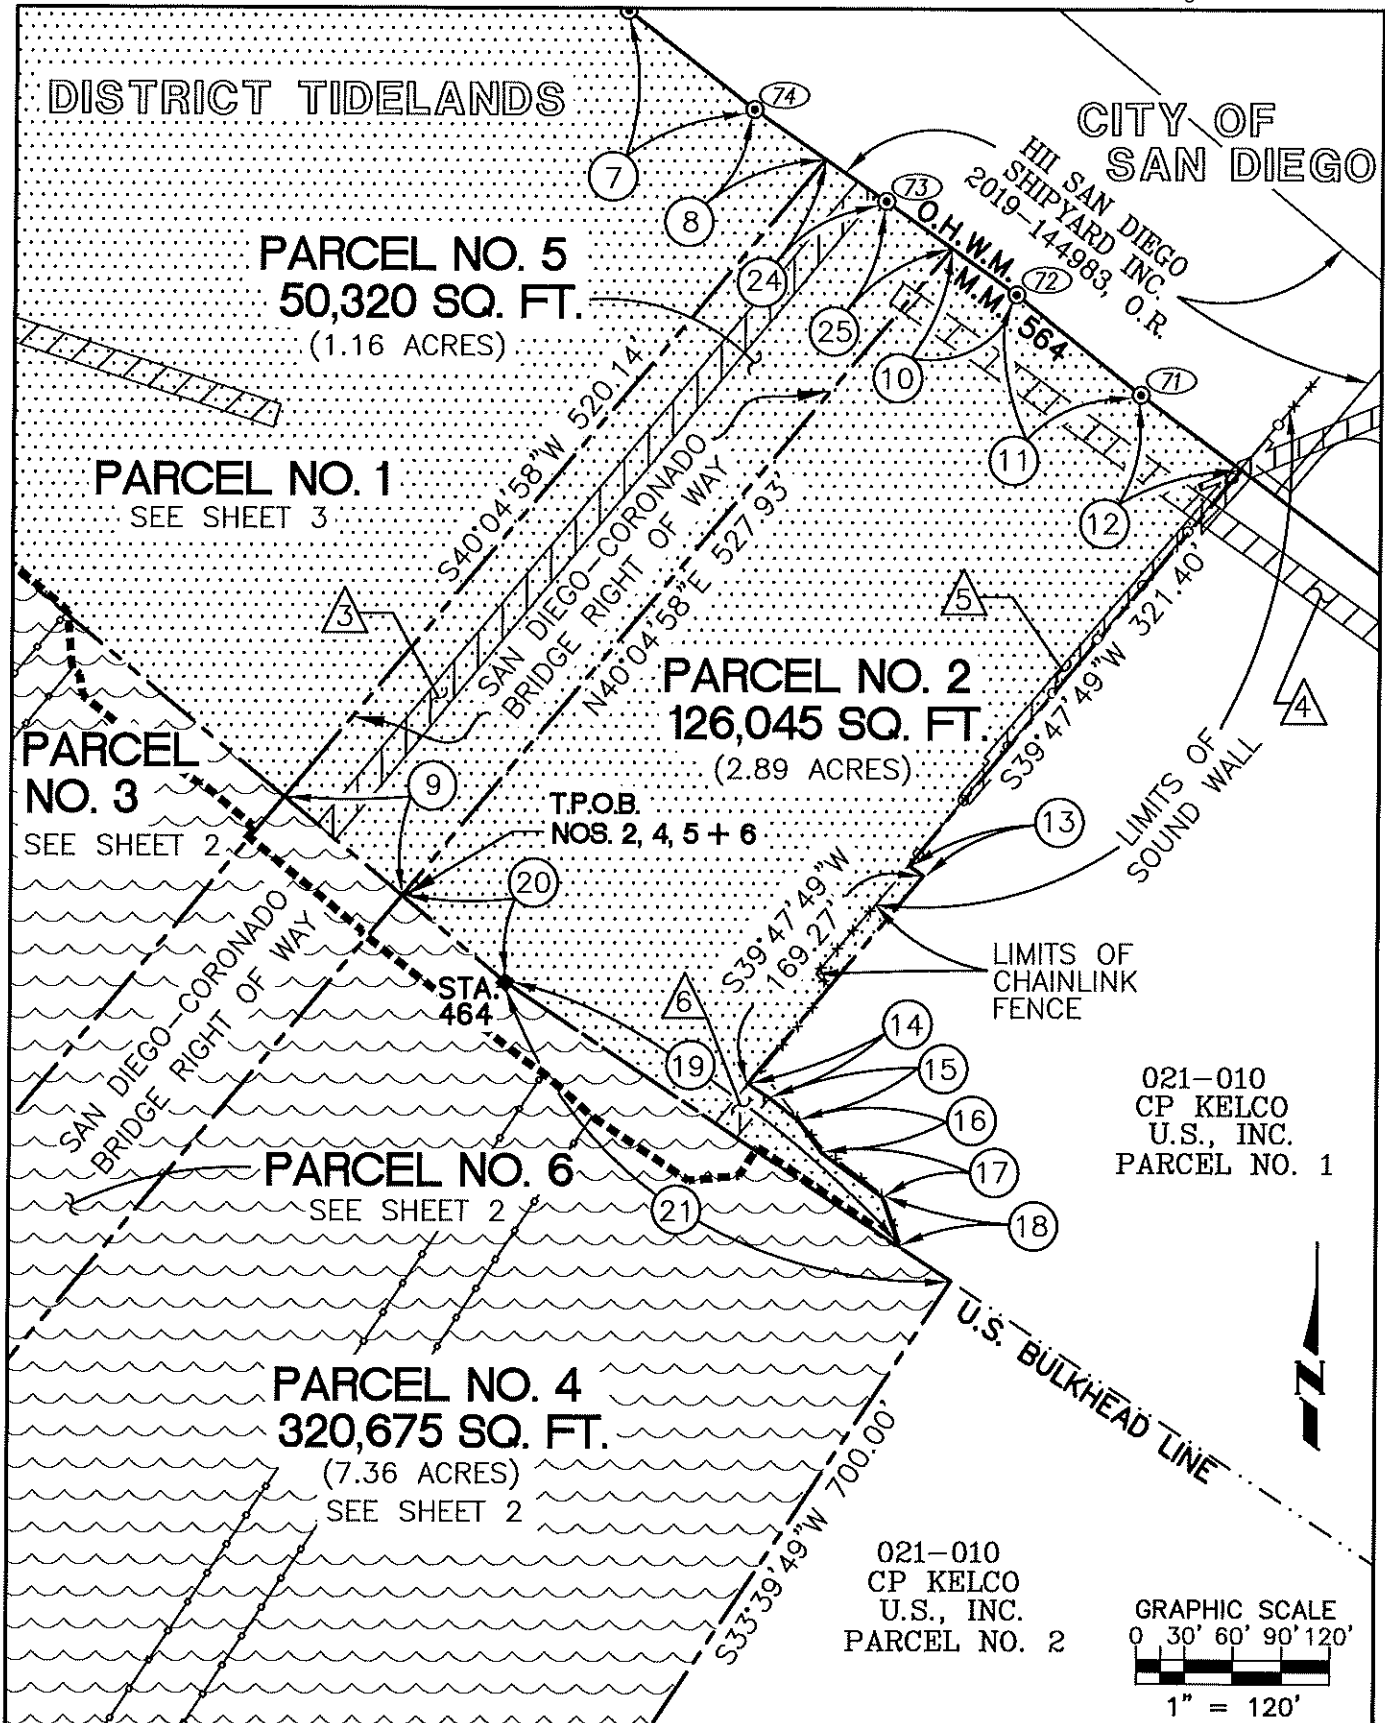 DISTRICT TIDELANDS
74
CITY OF
SAN DIEGO
7
8
73
HII SAN DIEGO
SHIPYARD INC.
2019-144983, O.R.
O.H.W.M.
M.M. 564
72
PARCEL NO. 5
50,320 SQ. FT.
(1.16 ACRES)
24
25
10
71
11
12
PARCEL NO. 1
SEE SHEET 3
S40°04'58"W 520.14'
SAN DIEGO-CORONADO
BRIDGE RIGHT OF WAY
N40°04'58"E 527.93'
3
5
S39°47'49"W 321.40'
4
PARCEL NO. 2
126,045 SQ. FT.
(2.89 ACRES)
LIMITS OF
SOUND WALL
PARCEL
NO. 3
SEE SHEET 2
9
T.P.O.B.
NOS. 2, 4, 5 + 6
13
20
S39°47'49"W
169.27'
LIMITS OF
CHAINLINK
FENCE
SAN DIEGO-CORONADO
BRIDGE RIGHT OF WAY
STA.
464
6
19
14
15
16
17
18
021-010
CP KELCO
U.S., INC.
PARCEL NO. 1
PARCEL NO. 6
SEE SHEET 2
21
U.S. BULKHEAD LINE
N
PARCEL NO. 4
320,675 SQ. FT.
(7.36 ACRES)
SEE SHEET 2
S33°39'49"W 700.00'
021-010
CP KELCO
U.S., INC.
PARCEL NO. 2
GRAPHIC SCALE
0 30' 60' 90' 120'
1" = 120'